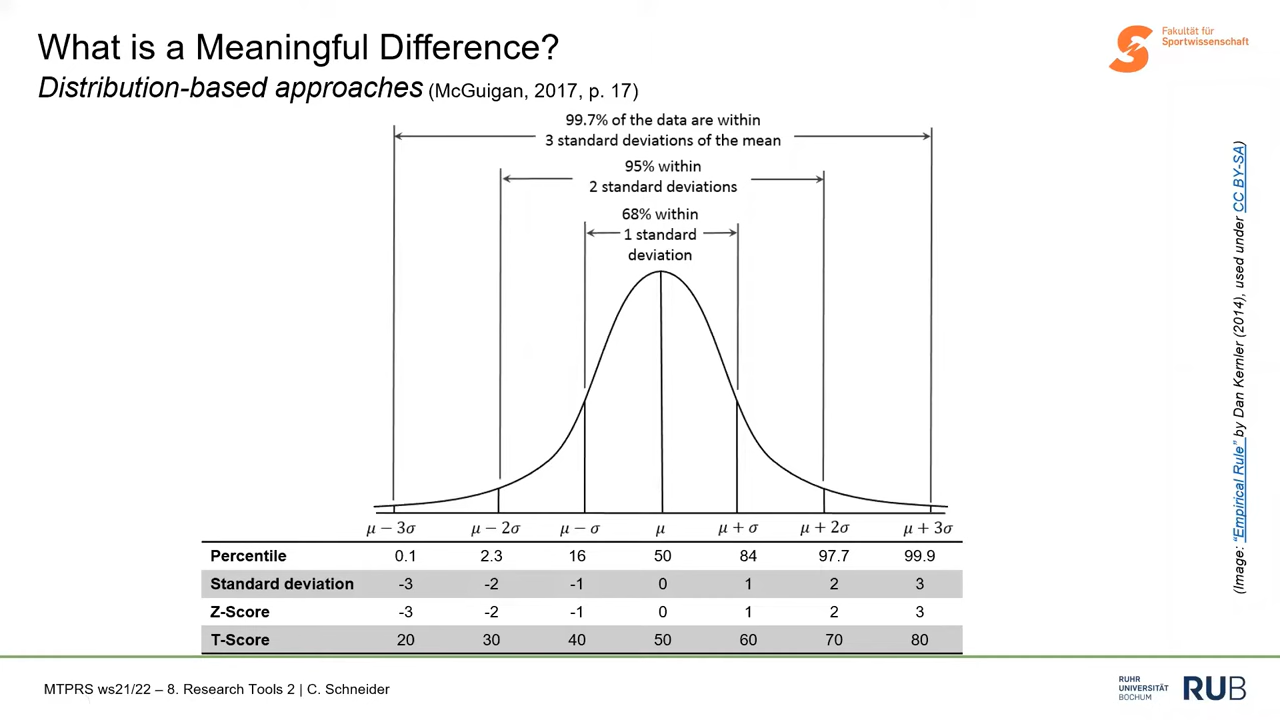 What is a Meaningful Difference?
Distribution-based approaches (McGuigan, 2017, p. 17)
Fakultät für
Sportwissenschaft
99.7% of the data are within
3 standard deviations of the mean
95% within
2 standard deviations
68% within
1 standard
deviation
μ − 3σ μ − 2σ μ − σ μ μ + σ μ + 2σ μ + 3σ
Percentile 0.1 2.3 16 50 84 97.7 99.9
Standard deviation -3 -2 -1 0 1 2 3
Z-Score -3 -2 -1 0 1 2 3
T-Score 20 30 40 50 60 70 80
(Image: “Empirical Rule” by Dan Kernler (2014), used under CC BY-SA)
MTPRS ws21/22 – 8. Research Tools 2 | C. Schneider
RUHR
UNIVERSITÄT
BOCHUM
RUB